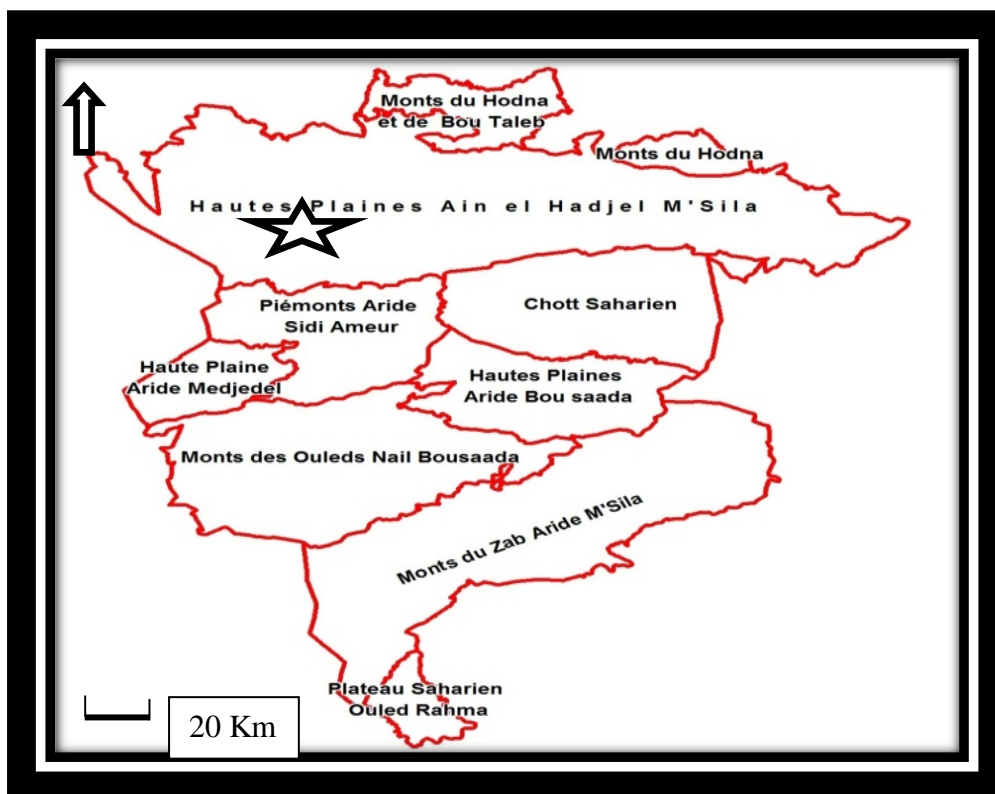 Monts du Hodna
et de Bou Taleb
Monts du Hodna
Hautes Plaines Ain el Hadjel M'Sila
Piémonts Aride
Sidi Ameur
Chott Saharien
Haute Plaine
Aride Medjedel
Hautes Plaines
Aride Bou saada
Monts des Ouleds Nail Bousaada
Monts du Zab Aride M'Sila
Plateau Saharien
Ouled Rahma
20 Km